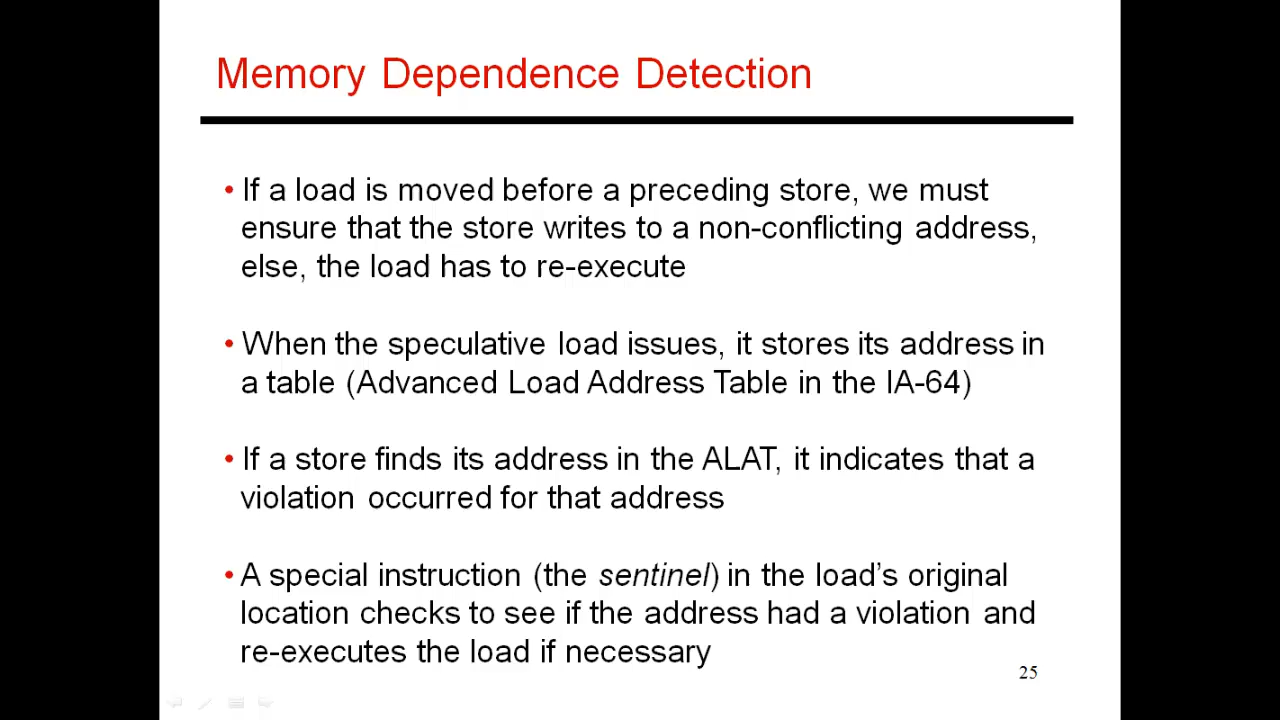 Memory Dependence Detection
• If a load is moved before a preceding store, we must
ensure that the store writes to a non-conflicting address,
else, the load has to re-execute
• When the speculative load issues, it stores its address in
a table (Advanced Load Address Table in the IA-64)
• If a store finds its address in the ALAT, it indicates that a
violation occurred for that address
• A special instruction (the sentinel) in the load’s original
location checks to see if the address had a violation and
re-executes the load if necessary
25